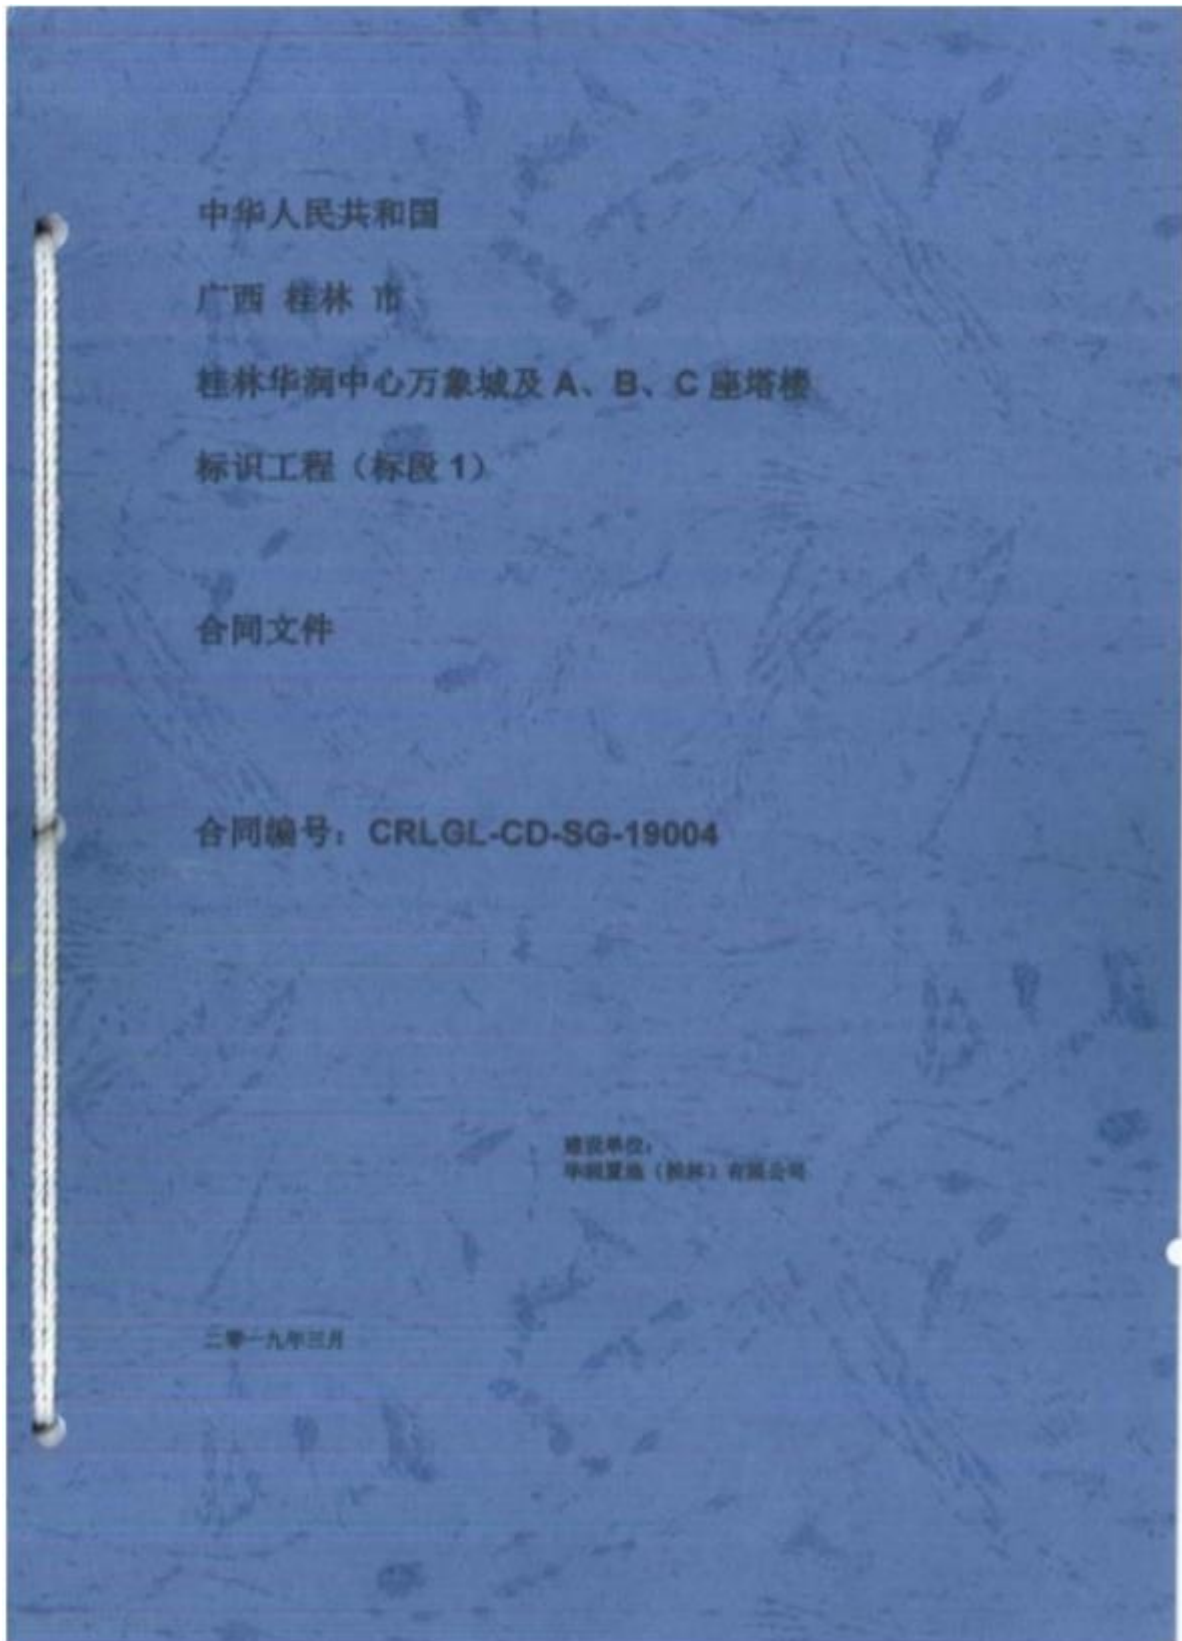 中华人民共和国
广西 桂林 市
桂林华润中心万象城及 A、B、C 座塔楼
标识工程（标段 1）
合同文件
合同编号：CRLGL-CD-SG-19004
建设单位：
华润置地（桂林）有限公司
二零一九年三月